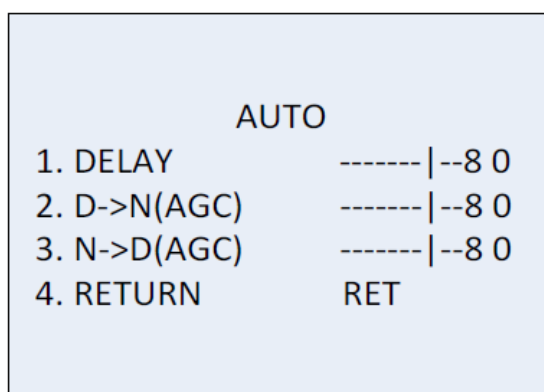 AUTO
1. DELAY -------|--8 0
2. D->N(AGC) -------|--8 0
3. N->D(AGC) -------|--8 0
4. RETURN RET